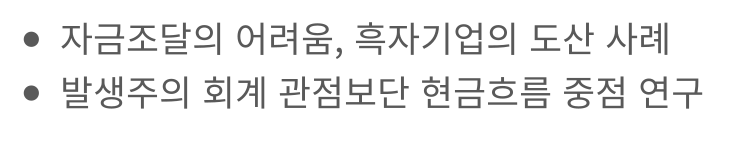 ● 자금조달의 어려움, 흑자기업의 도산 사례
● 발생주의 회계 관점보단 현금흐름 중점 연구